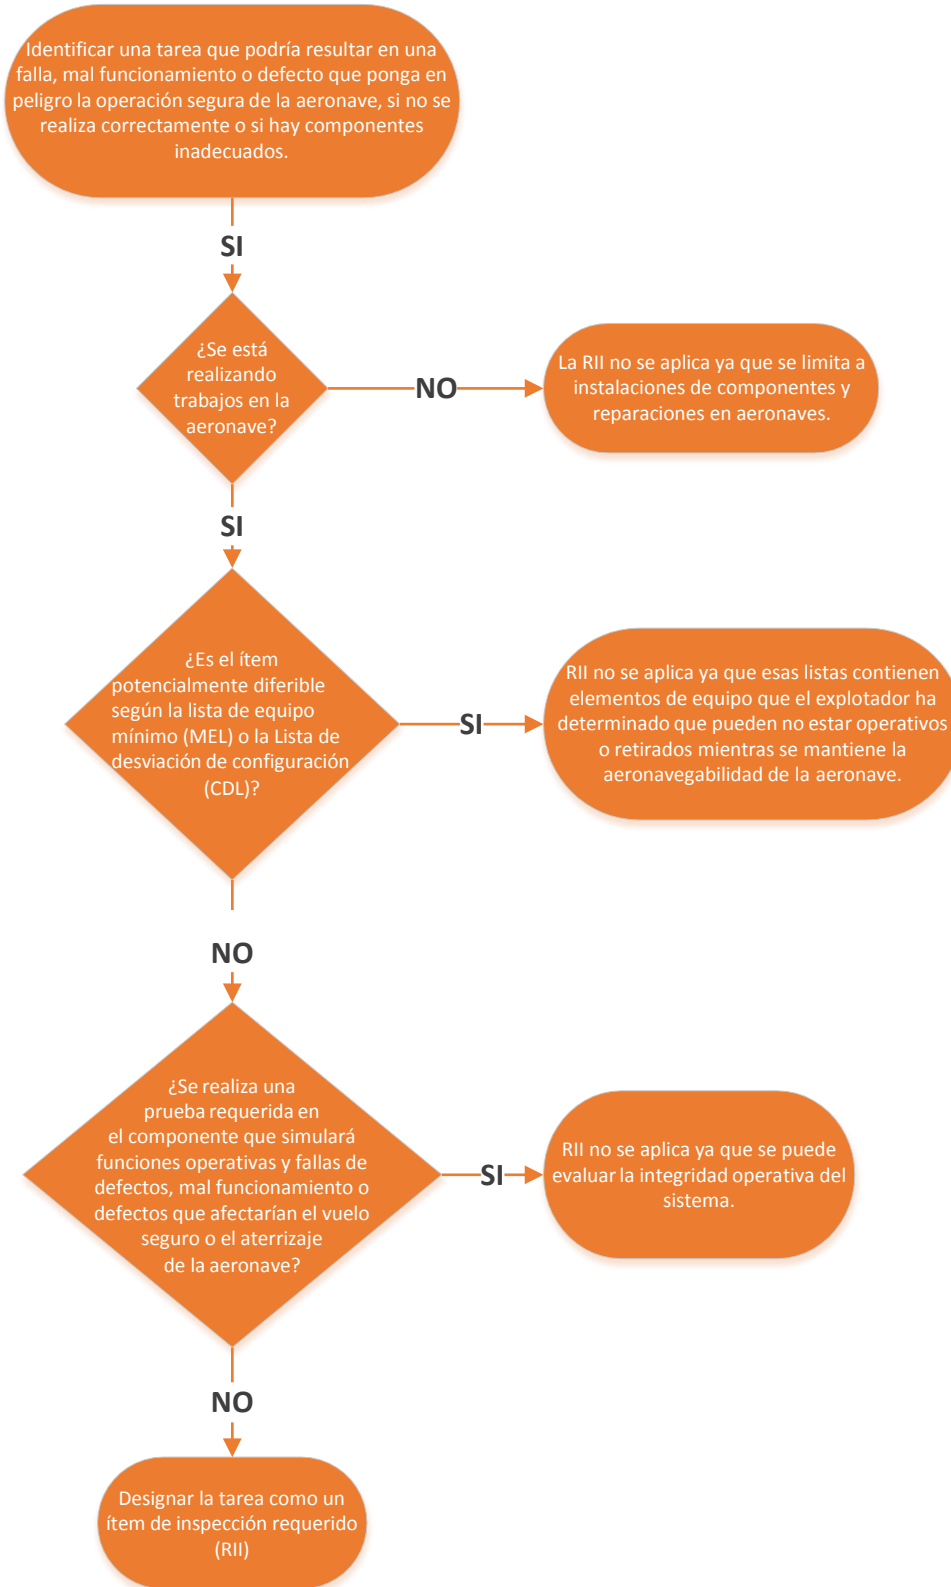 Identificar una tarea que podría resultar en una
falla, mal funcionamiento o defecto que ponga en
peligro la operación segura de la aeronave, si no se
realiza correctamente o si hay componentes
inadecuados.
SI
¿Se está
realizando
trabajos en la
aeronave?
NO
La RII no se aplica ya que se limita a
instalaciones de componentes y
reparaciones en aeronaves.
SI
¿Es el ítem
potencialmente diferible
según la lista de equipo
mínimo (MEL) o la Lista de
desviación de configuración
(CDL)?
SI
RII no se aplica ya que esas listas contienen
elementos de equipo que el explotador ha
determinado que pueden no estar operativos
o retirados mientras se mantiene la
aeronavegabilidad de la aeronave.
NO
¿Se realiza una
prueba requerida en
el componente que simulará
funciones operativas y fallas de
defectos, mal funcionamiento o
defectos que afectarían el vuelo
seguro o el aterrizaje
de la aeronave?
SI
RII no se aplica ya que se puede
evaluar la integridad operativa del
sistema.
NO
Designar la tarea como un
ítem de inspección requerido
(RII)